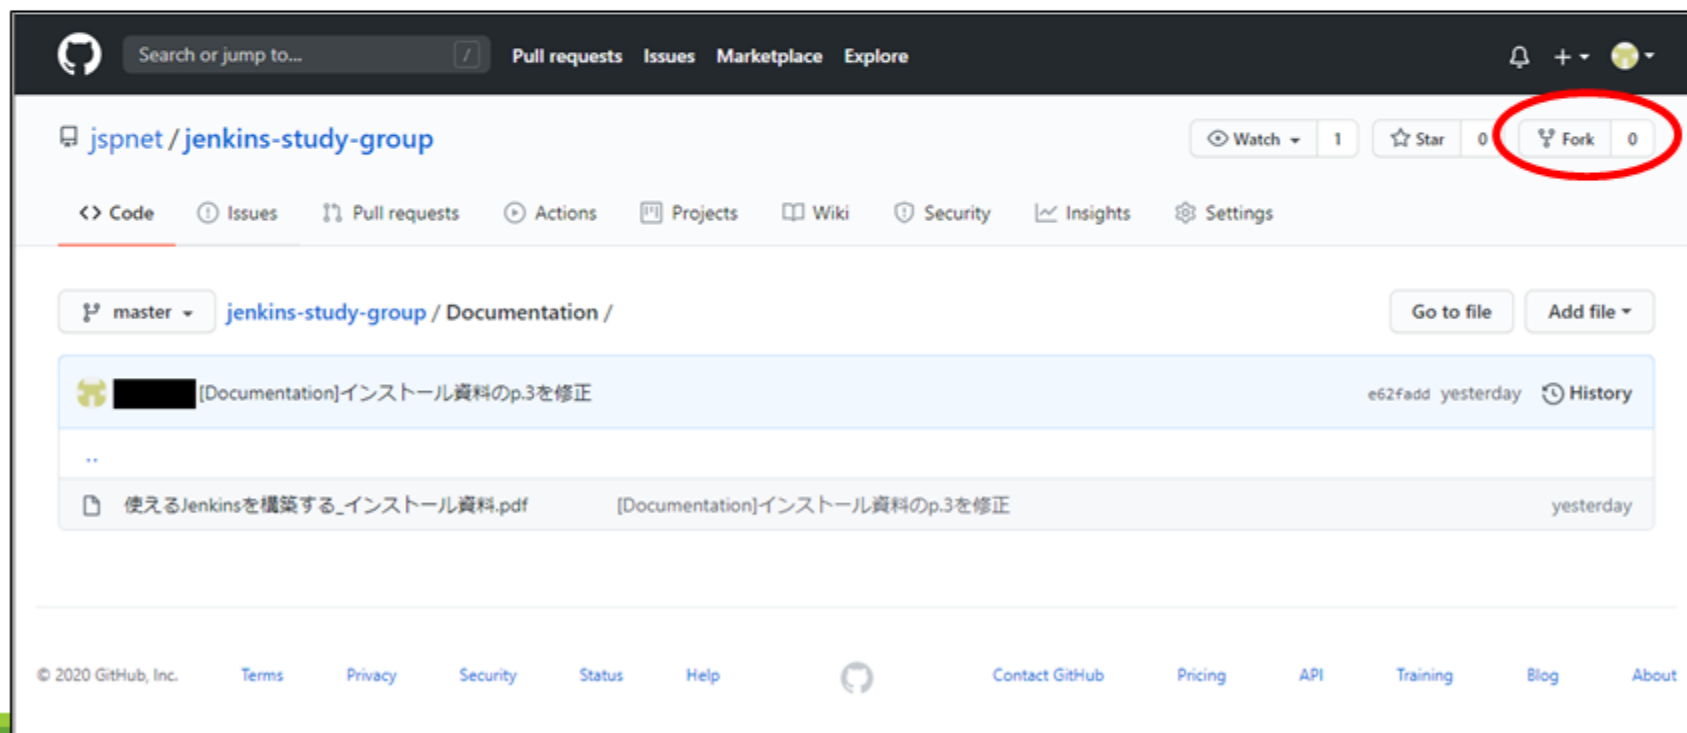 Search or jump to... / Pull requests Issues Marketplace Explore
jspnet / jenkins-study-group Watch 1 Star 0 Fork 0
<> Code Issues Pull requests Actions Projects Wiki Security Insights Settings
master jenkins-study-group / Documentation / Go to file Add file
[Documentation]インストール資料のp.3を修正 e62fadd yesterday History
..
使えるJenkinsを構築する_インストール資料.pdf [Documentation]インストール資料のp.3を修正 yesterday
© 2020 GitHub, Inc. Terms Privacy Security Status Help Contact GitHub Pricing API Training Blog About